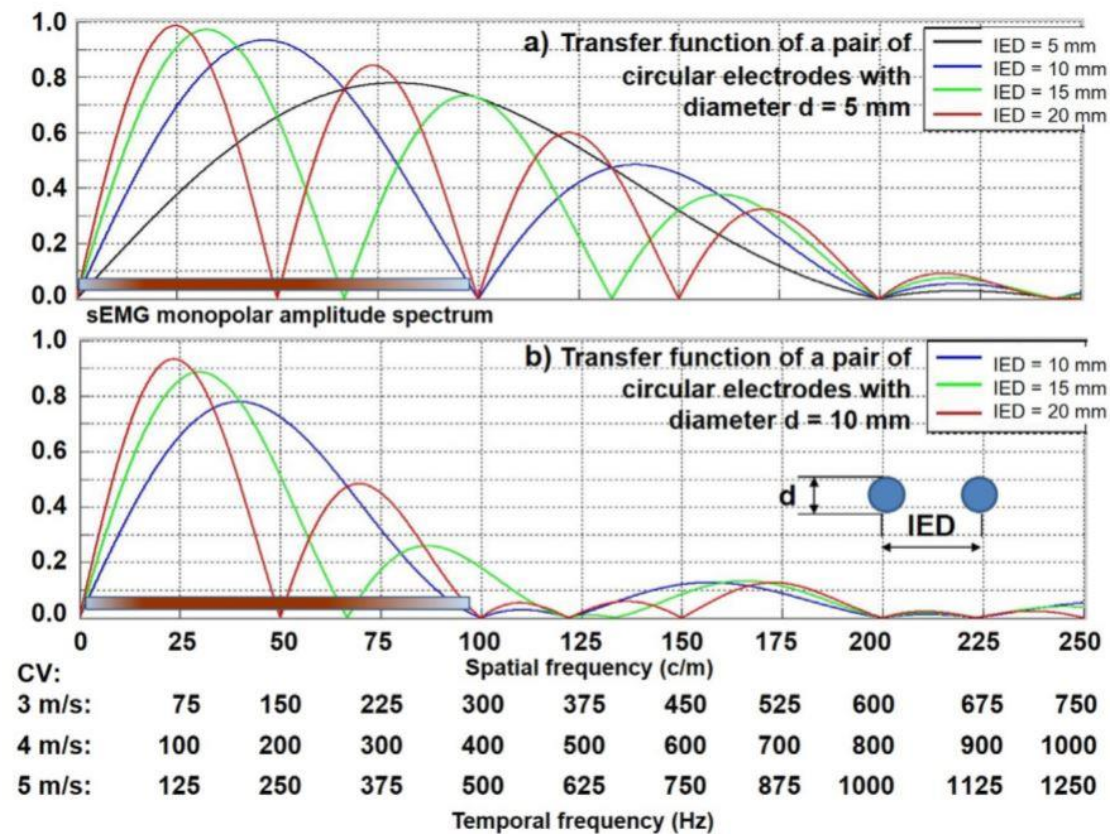 1.0
0.8
0.6
0.4
0.2
0.0
a) Transfer function of a pair of
circular electrodes with
diameter d = 5 mm
IED = 5 mm
IED = 10 mm
IED = 15 mm
IED = 20 mm
sEMG monopolar amplitude spectrum
1.0
0.8
0.6
0.4
0.2
0.0
b) Transfer function of a pair of
circular electrodes with
diameter d = 10 mm
IED = 10 mm
IED = 15 mm
IED = 20 mm
d
IED
0 25 50 75 100 125 150 175 200 225 250
Spatial frequency (c/m)
CV:
3 m/s: 75 150 225 300 375 450 525 600 675 750
4 m/s: 100 200 300 400 500 600 700 800 900 1000
5 m/s: 125 250 375 500 625 750 875 1000 1125 1250
Temporal frequency (Hz)